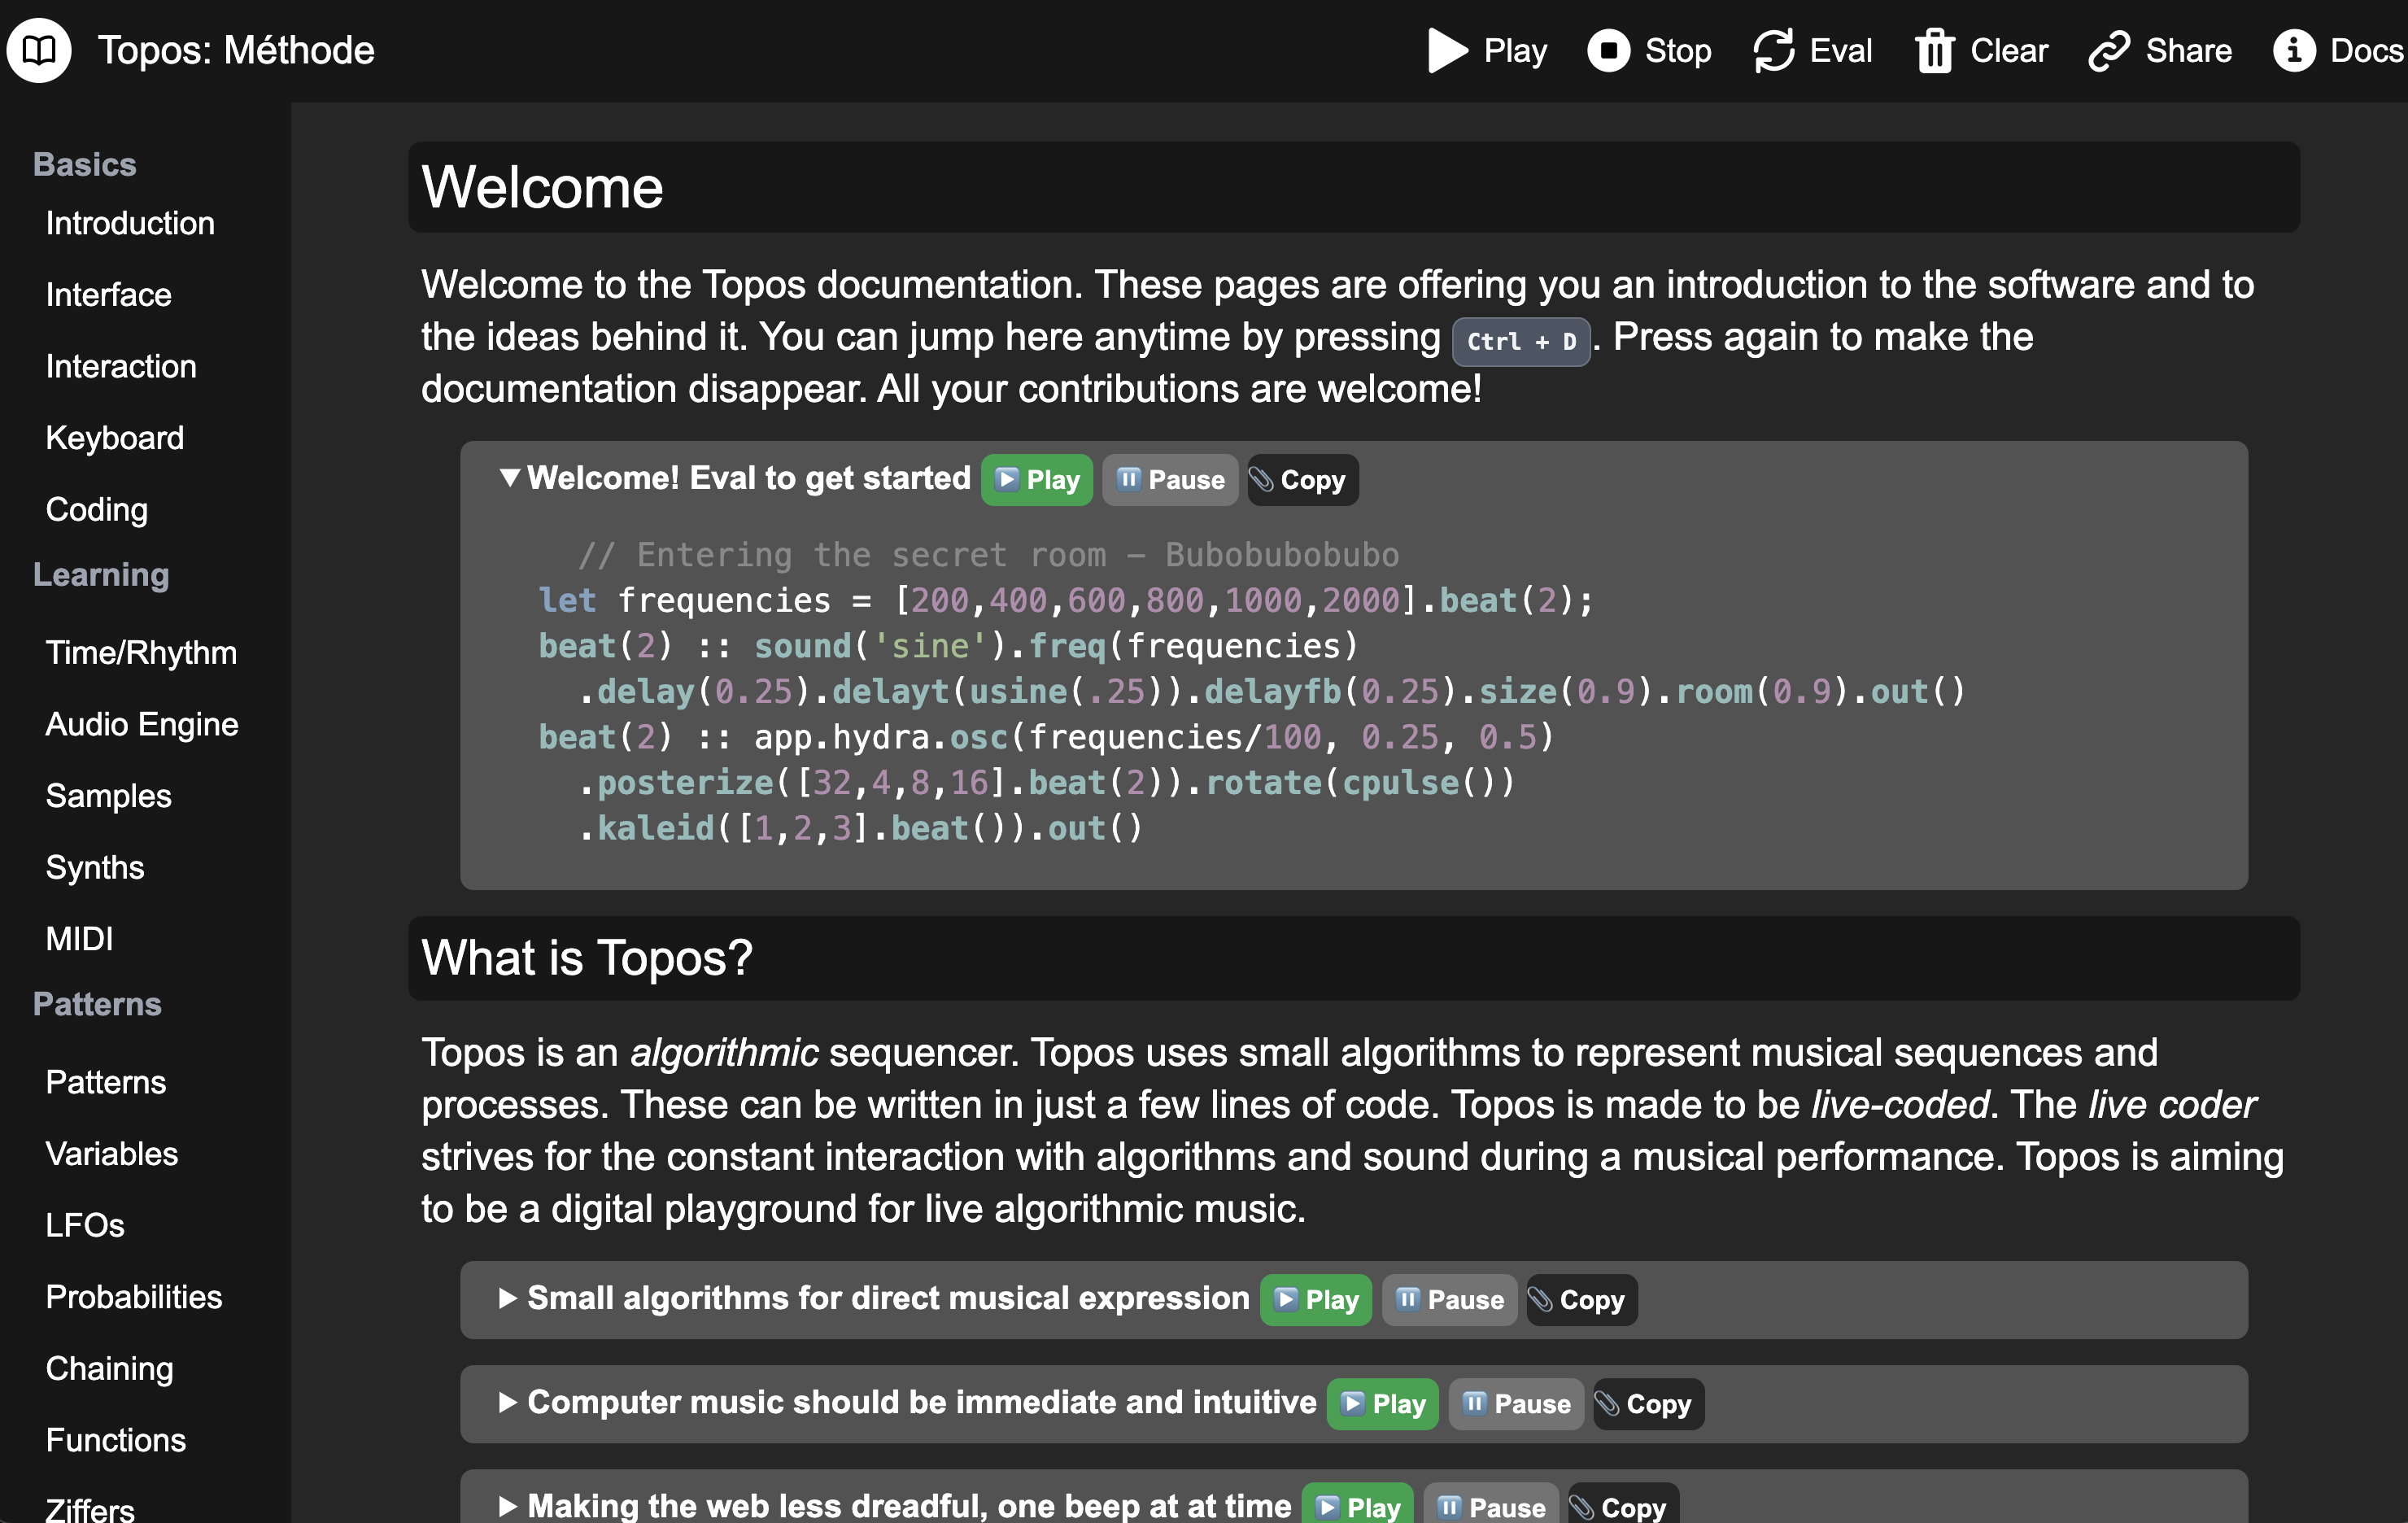 Topos: Méthode
Play
Stop
Eval
Clear
Share
Docs
Basics
Introduction
Interface
Interaction
Keyboard
Coding
Learning
Time/Rhythm
Audio Engine
Samples
Synths
MIDI
Patterns
Patterns
Variables
LFOs
Probabilities
Chaining
Functions
Ziffers
Welcome
Welcome to the Topos documentation. These pages are offering you an introduction to the software and to
the ideas behind it. You can jump here anytime by pressing Ctrl + D. Press again to make the
documentation disappear. All your contributions are welcome!
Welcome! Eval to get started Play Pause Copy
// Entering the secret room — Bubobubobubo
let frequencies = [200,400,600,800,1000,2000].beat(2);
beat(2) :: sound('sine').freq(frequencies)
.delay(0.25).delayt(usine(.25)).delayfb(0.25).size(0.9).room(0.9).out()
beat(2) :: app.hydra.osc(frequencies/100, 0.25, 0.5)
.posterize([32,4,8,16].beat(2)).rotate(cpulse())
.kaleid([1,2,3].beat()).out()
What is Topos?
Topos is an algorithmic sequencer. Topos uses small algorithms to represent musical sequences and
processes. These can be written in just a few lines of code. Topos is made to be live-coded. The live coder
strives for the constant interaction with algorithms and sound during a musical performance. Topos is aiming
to be a digital playground for live algorithmic music.
Small algorithms for direct musical expression Play Pause Copy
Computer music should be immediate and intuitive Play Pause Copy
Making the web less dreadful, one beep at at time Play Pause Copy